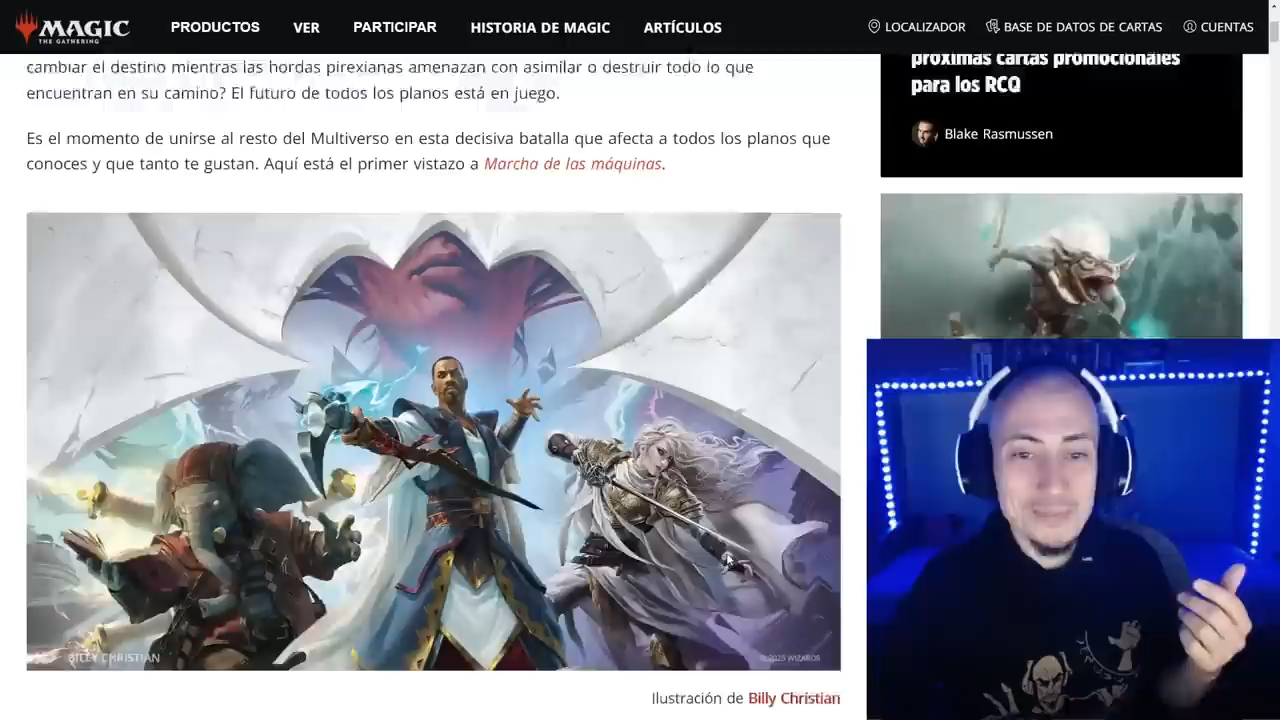 MAGIC
THE GATHERING
PRODUCTOS
VER
PARTICIPAR
HISTORIA DE MAGIC
ARTÍCULOS
LOCALIZADOR
BASE DE DATOS DE CARTAS
CUENTAS
cambiar el destino mientras las hordas pirexianas amenazan con asimilar o destruir todo lo que
encuentran en su camino? El futuro de todos los planos está en juego.
Es el momento de unirse al resto del Multiverso en esta decisiva batalla que afecta a todos los planos que
conoces y que tanto te gustan. Aquí está el primer vistazo a Marcha de las máquinas.
próximas cartas promocionales
para los RCQ
Blake Rasmussen
BILLY CHRISTIAN
© 2023 WIZARDS
Ilustración de Billy Christian